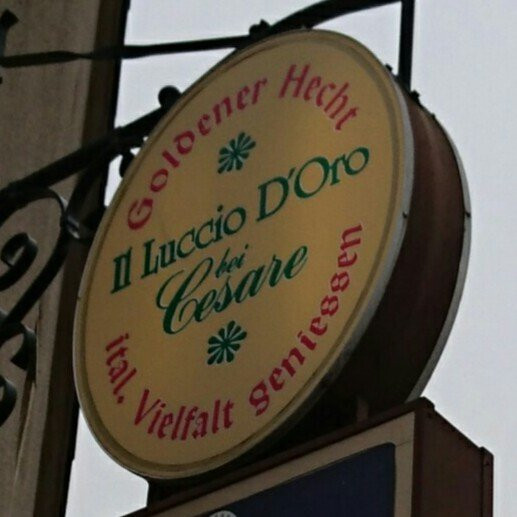 Goldener Hecht
Il Luccio D'Oro
bei
Cesare
ital. Vielfalt geniessen